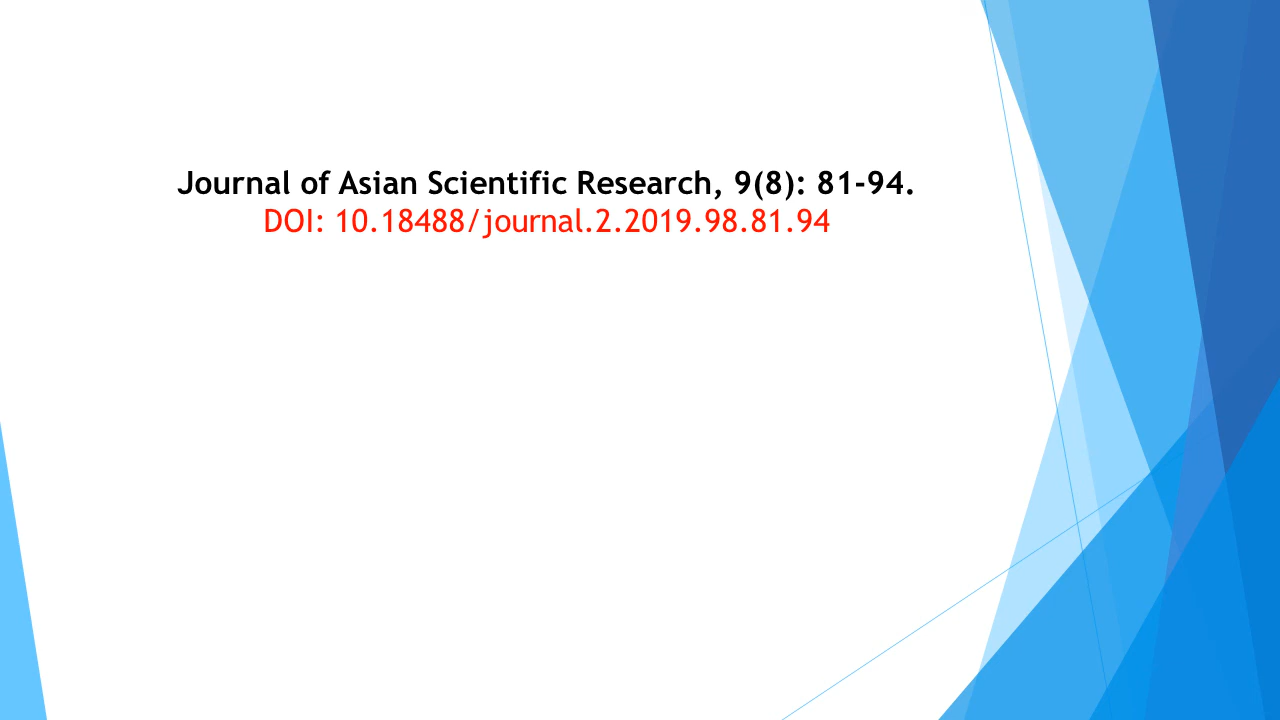 Journal of Asian Scientific Research, 9(8): 81-94.
DOI: 10.18488/journal.2.2019.98.81.94